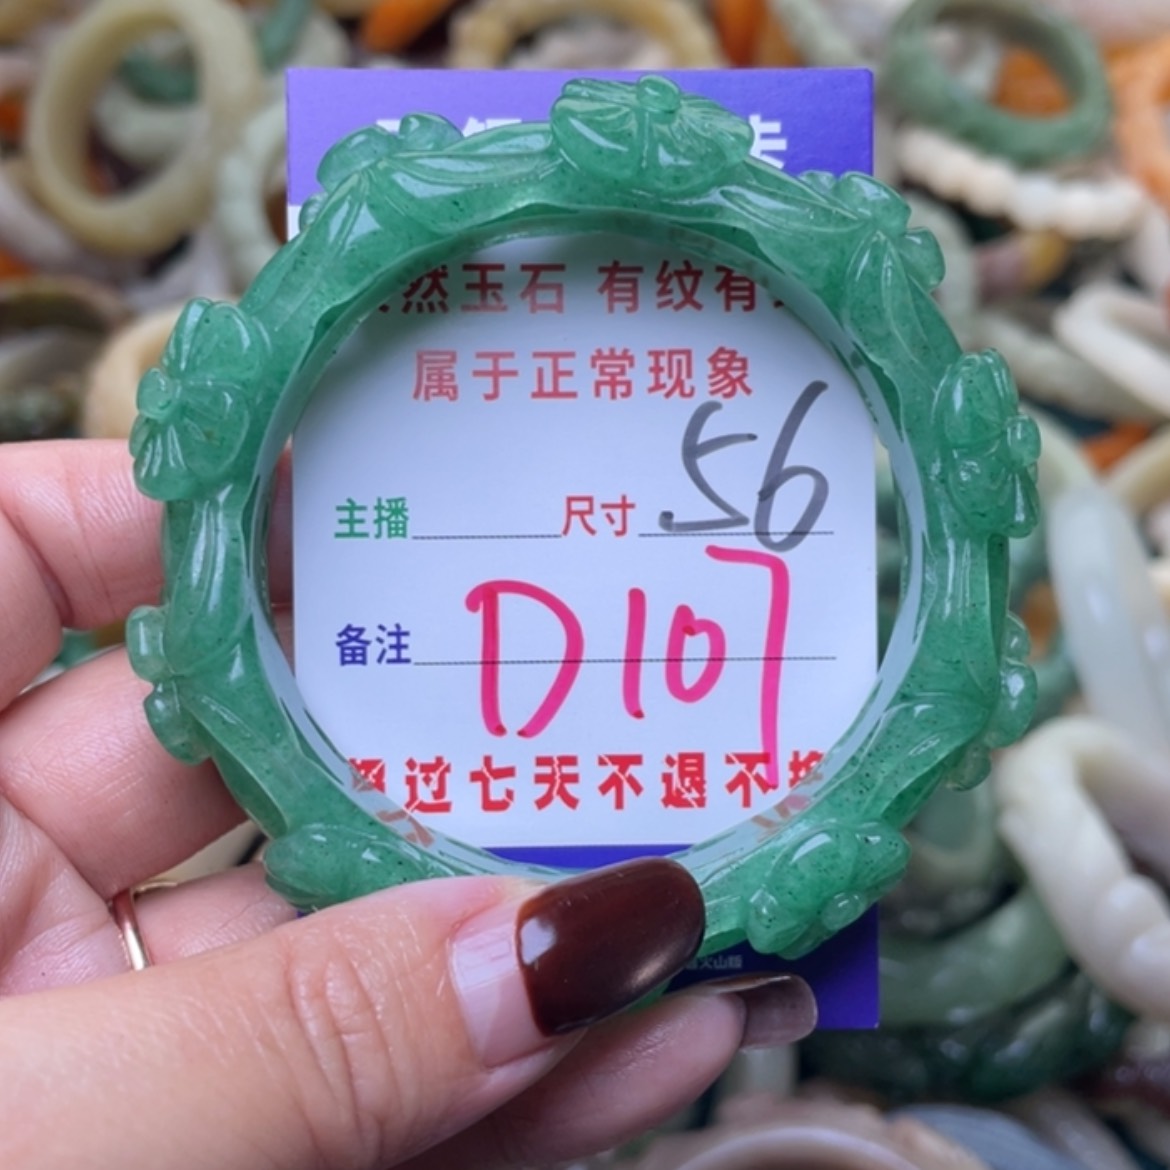 然玉石 有纹有
属于正常现象
主播 尺寸 56
备注 D107
过七天不退不换